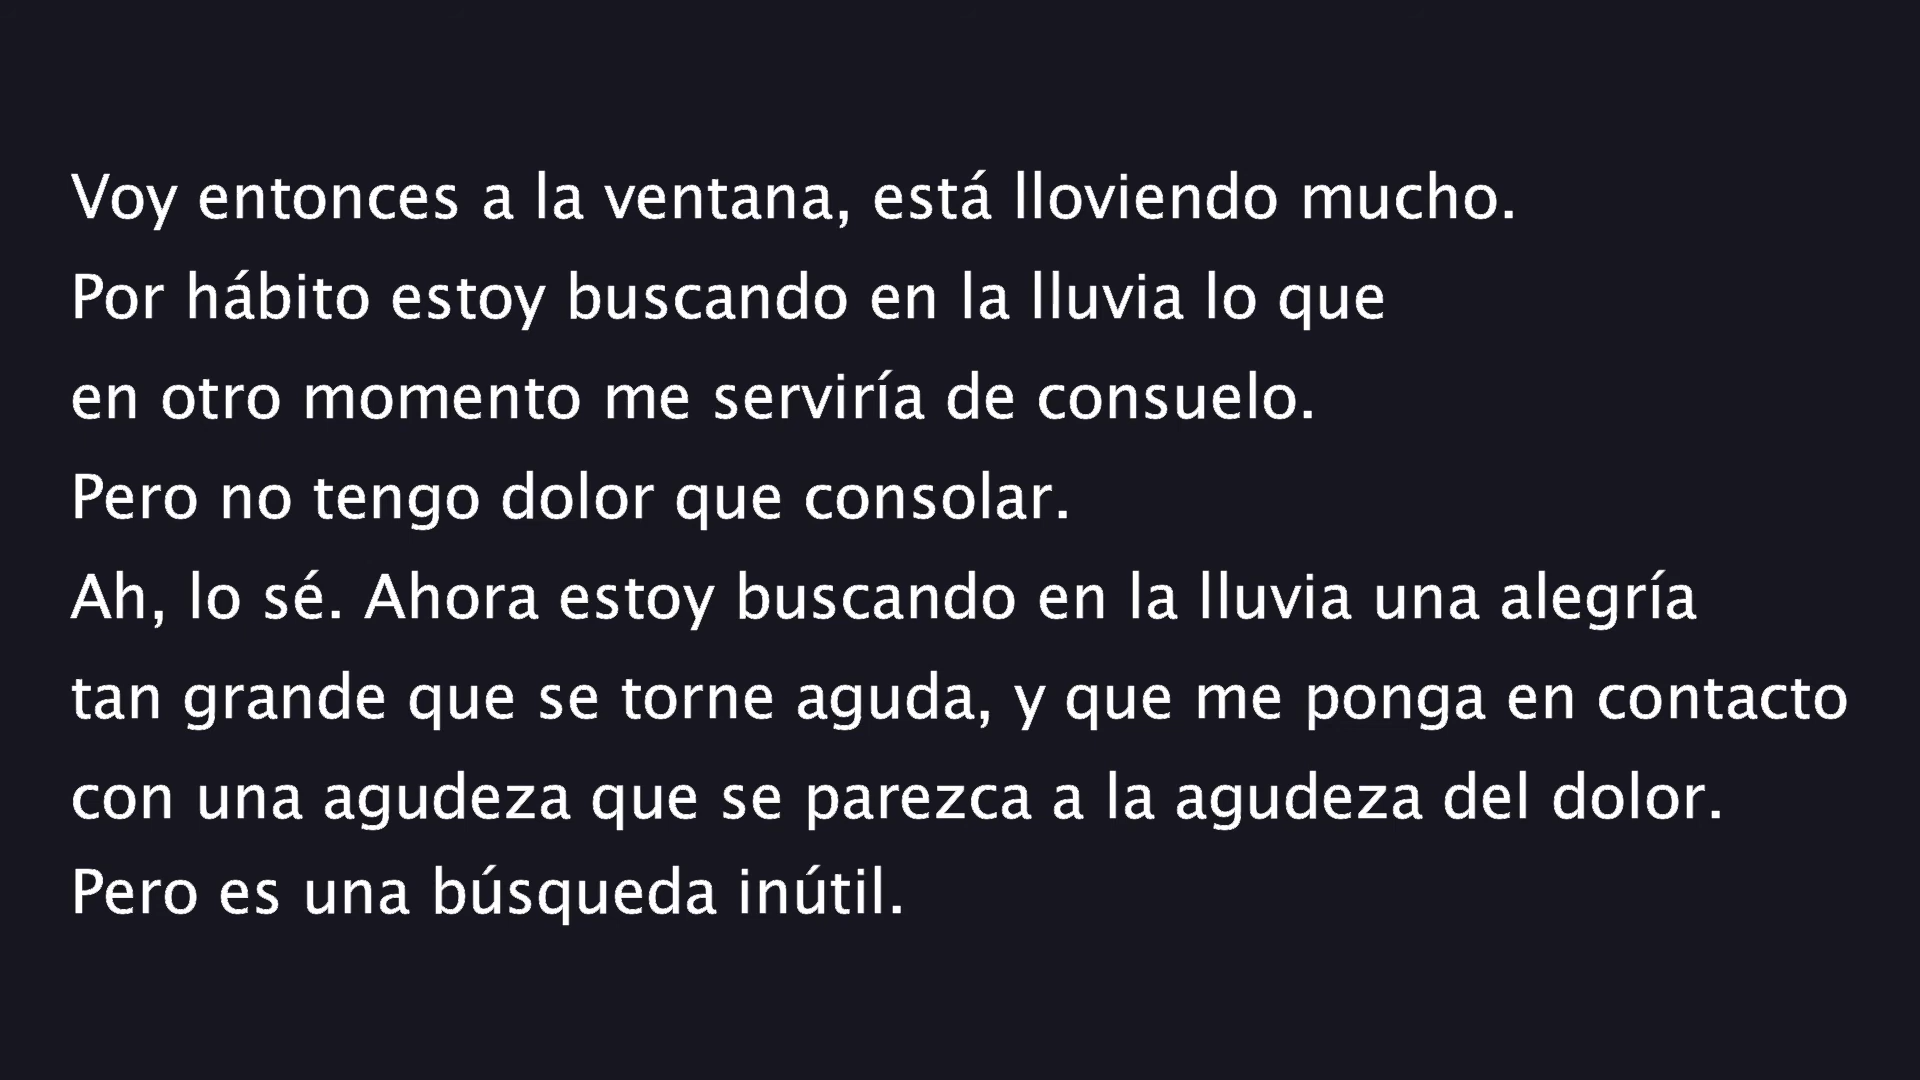 Voy entonces a la ventana, está lloviendo mucho.
Por hábito estoy buscando en la lluvia lo que
en otro momento me serviría de consuelo.
Pero no tengo dolor que consolar.
Ah, lo sé. Ahora estoy buscando en la lluvia una alegría
tan grande que se torne aguda, y que me ponga en contacto
con una agudeza que se parezca a la agudeza del dolor.
Pero es una búsqueda inútil.